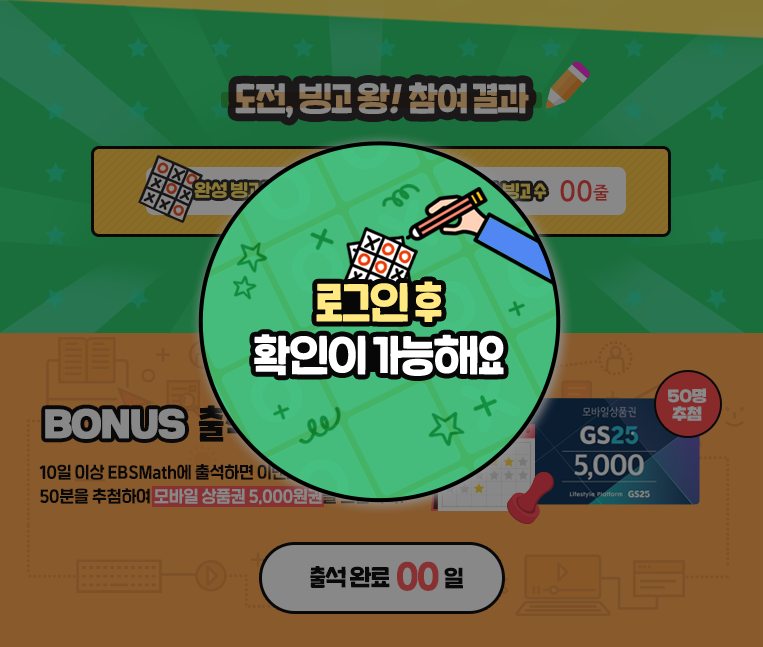 도전, 빙고 왕! 참여 결과
완성 빙고
빙고 수 00줄
로그인 후
확인이 가능해요
BONUS 출
50명
추첨
모바일상품권
GS25
5,000
Lifestyle Platform GS25
10일 이상 EBSMath에 출석하면
50분을 추첨하여 모바일 상품권 5,000원권을
출석 완료 00 일